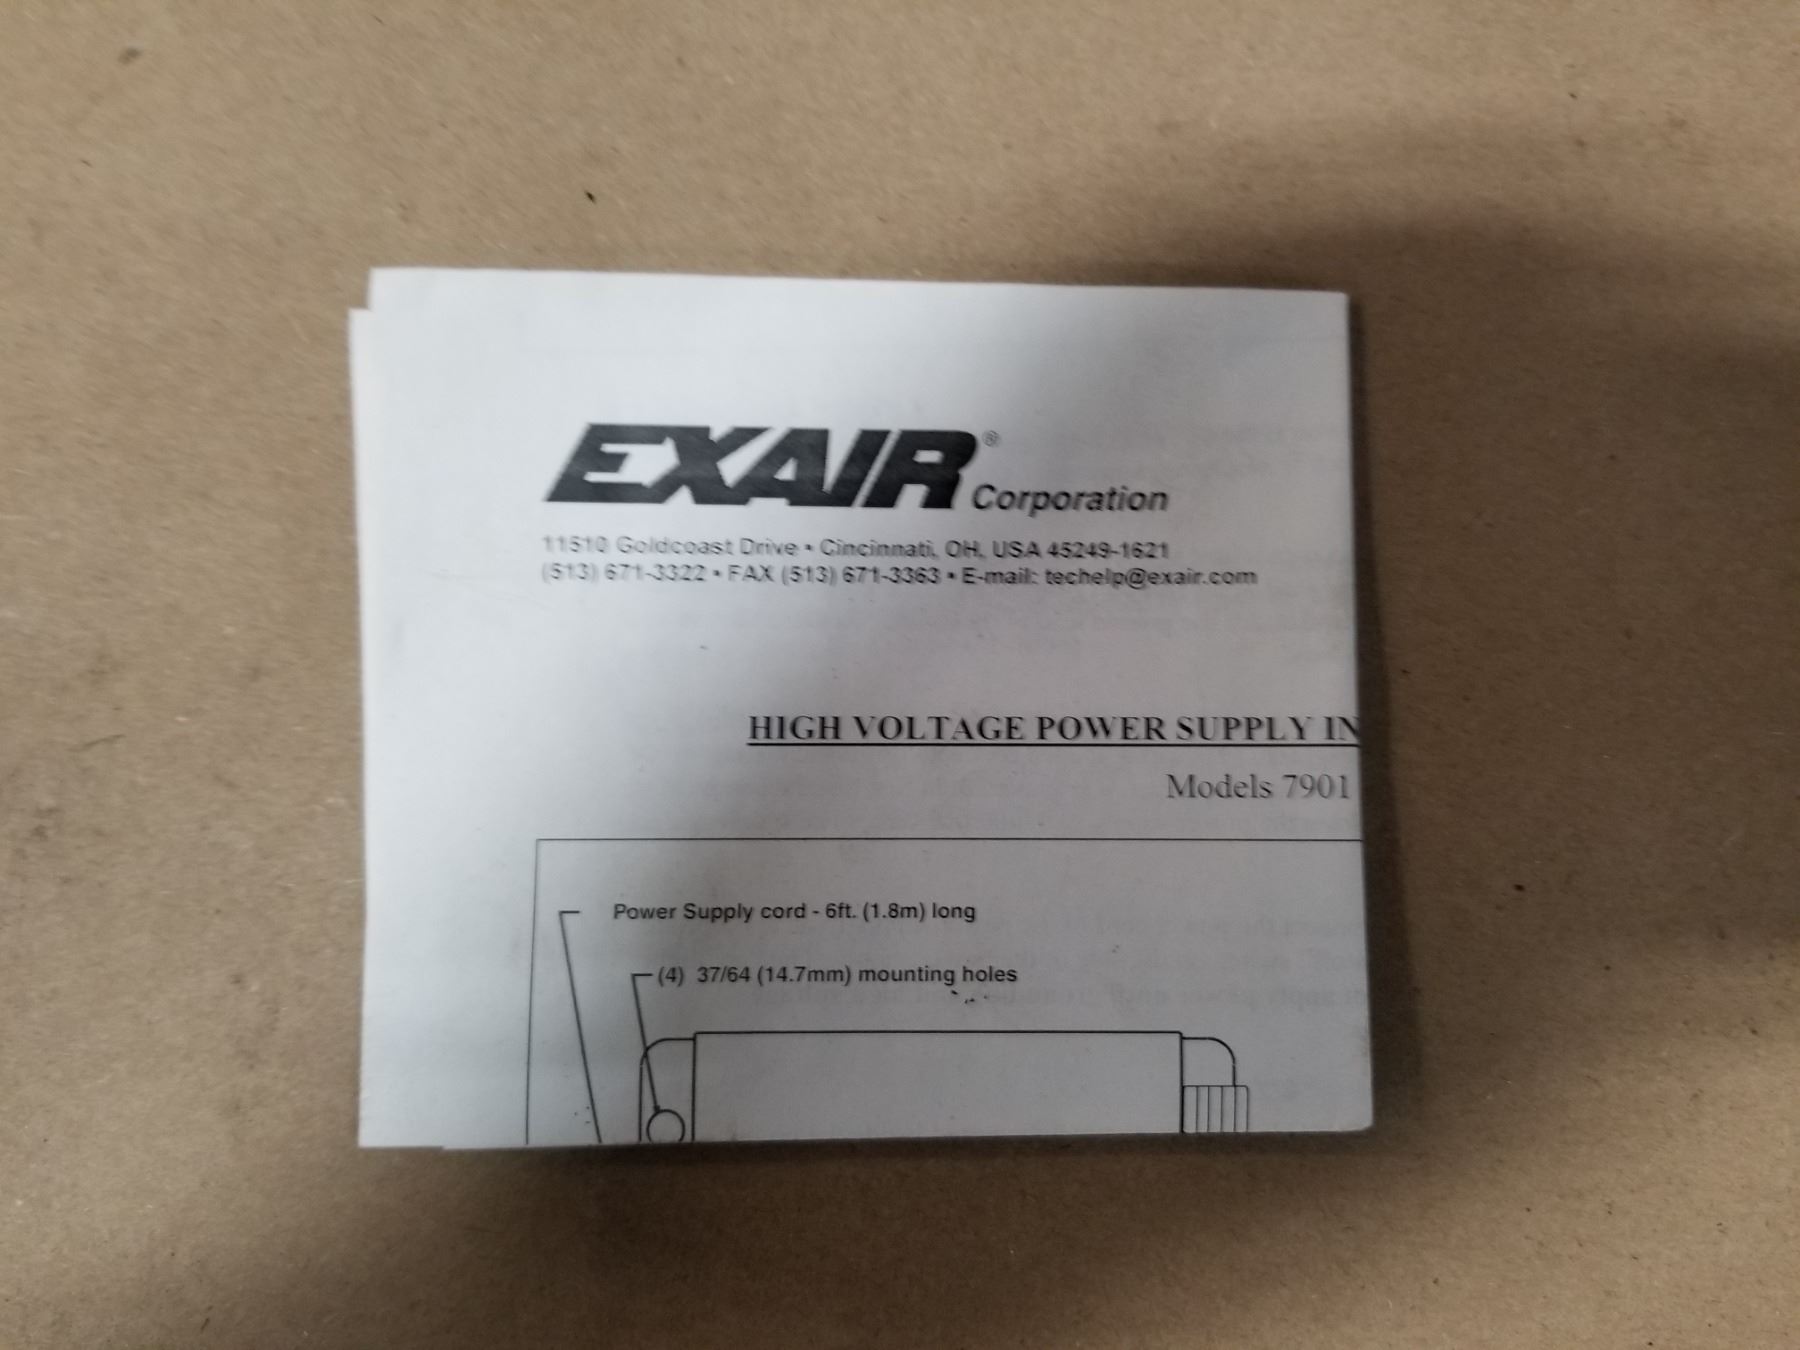 EXAIR® Corporation
11510 Goldcoast Drive • Cincinnati, OH, USA 45249-1621
(513) 671-3322 • FAX (513) 671-3363 • E-mail: techelp@exair.com
HIGH VOLTAGE POWER SUPPLY IN
Models 7901
Power Supply cord - 6ft. (1.8m) long
(4) 37/64 (14.7mm) mounting holes